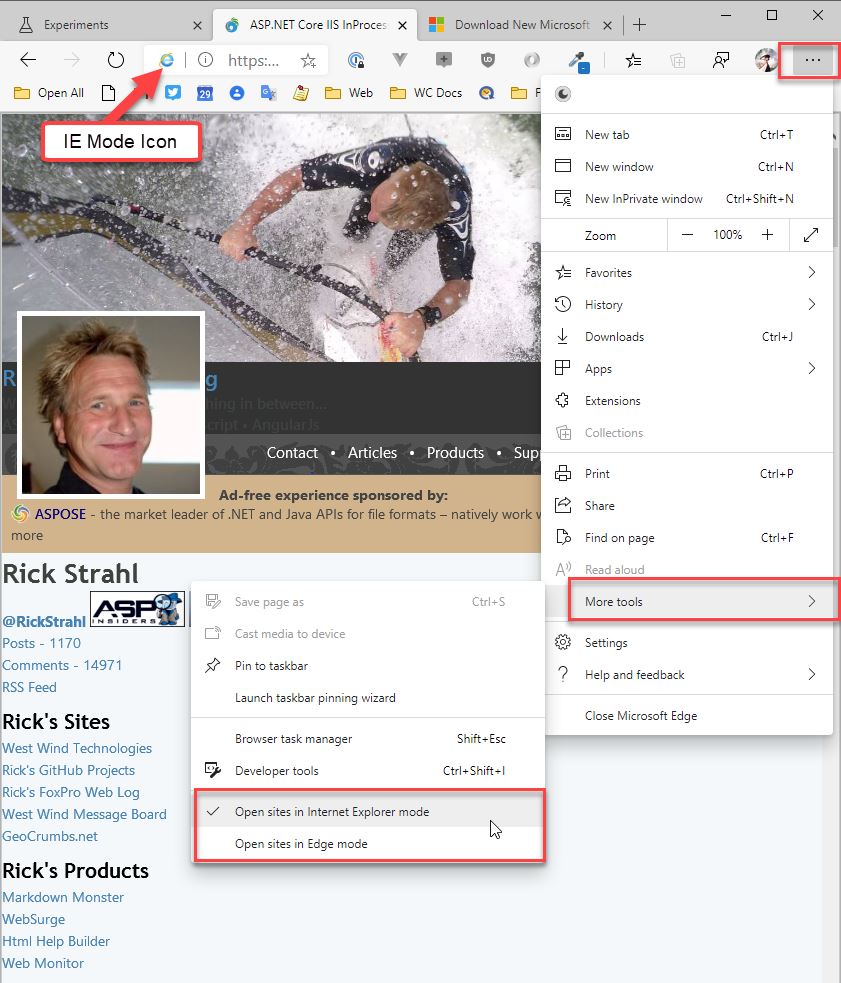 Experiments
ASP.NET Core IIS InProces
Download New Microsoft
https:...
Open All
29
Web
WC Docs
F
IE Mode Icon
New tab Ctrl+T
New window Ctrl+N
New InPrivate window Ctrl+Shift+N
Zoom 100%
Favorites
History
Downloads Ctrl+J
Apps
Extensions
Collections
Print Ctrl+P
Share
Find on page Ctrl+F
Read aloud
More tools
Settings
Help and feedback
Close Microsoft Edge
R g
hing in between...
AS cript • AngularJs
Contact • Articles • Products • Supp
Ad-free experience sponsored by:
ASPOSE - the market leader of .NET and Java APIs for file formats – natively work w
more
Rick Strahl
@RickStrahl ASP INSIDERS
Posts - 1170
Comments - 14971
RSS Feed
Rick's Sites
West Wind Technologies
Rick's GitHub Projects
Rick's FoxPro Web Log
West Wind Message Board
GeoCrumbs.net
Rick's Products
Markdown Monster
WebSurge
Html Help Builder
Web Monitor
Save page as Ctrl+S
Cast media to device
Pin to taskbar
Launch taskbar pinning wizard
Browser task manager Shift+Esc
Developer tools Ctrl+Shift+I
Open sites in Internet Explorer mode
Open sites in Edge mode